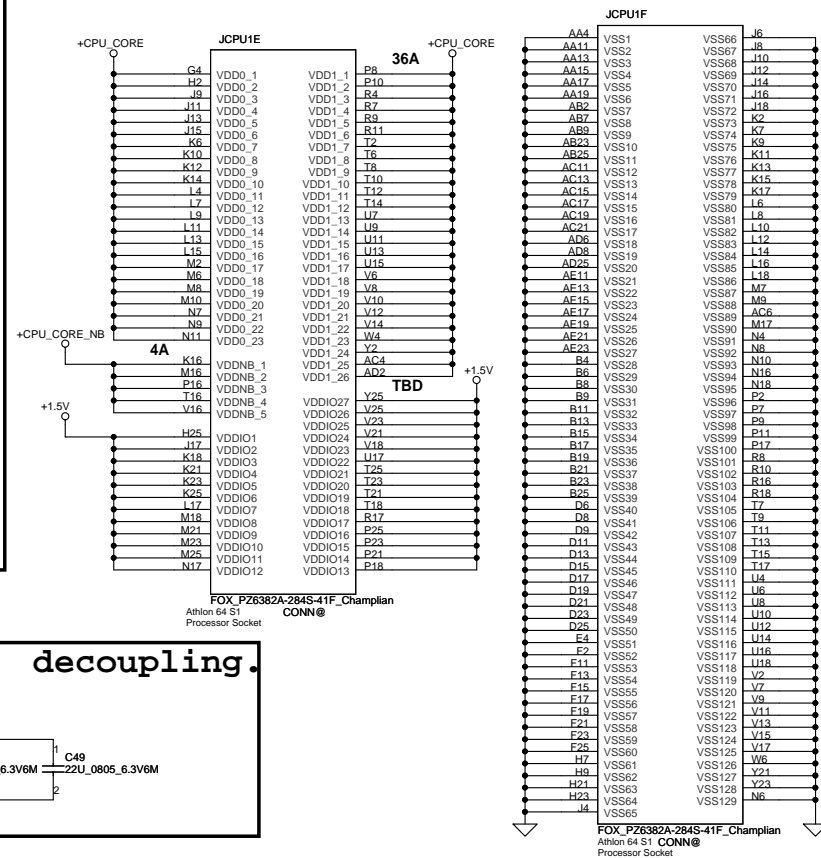 JCPU1E
+CPU_CORE
+CPU_CORE
36A
G4 VDD0_1 VDD1_1 P8
H2 VDD0_2 VDD1_2 P10
J9 VDD0_3 VDD1_3 R4
J11 VDD0_4 VDD1_4 R7
J13 VDD0_5 VDD1_5 R9
J15 VDD0_6 VDD1_6 R11
K6 VDD0_7 VDD1_7 T2
K10 VDD0_8 VDD1_8 T6
K12 VDD0_9 VDD1_9 T8
K14 VDD0_10 VDD1_10 T10
L4 VDD0_11 VDD1_11 T12
L7 VDD0_12 VDD1_12 T14
L9 VDD0_13 VDD1_13 U7
L11 VDD0_14 VDD1_14 U9
L13 VDD0_15 VDD1_15 U11
L15 VDD0_16 VDD1_16 U13
M2 VDD0_17 VDD1_17 U15
M6 VDD0_18 VDD1_18 V6
M8 VDD0_19 VDD1_19 V8
M10 VDD0_20 VDD1_20 V10
N7 VDD0_21 VDD1_21 V12
N9 VDD0_22 VDD1_22 V14
N11 VDD0_23 VDD1_23 W4
VDD1_24 Y2
+CPU_CORE_NB
4A
K16 VDDNB_1 VDD1_25 AC4
M16 VDDNB_2 VDD1_26 AD2
P16 VDDNB_3
T16 VDDNB_4
V16 VDDNB_5
TBD
+1.5V
+1.5V
VDDIO27 Y25
VDDIO26 V25
VDDIO25 V23
H25 VDDIO1 VDDIO24 V21
J17 VDDIO2 VDDIO23 V18
K18 VDDIO3 VDDIO22 U17
K21 VDDIO4 VDDIO21 T25
K23 VDDIO5 VDDIO20 T23
K25 VDDIO6 VDDIO19 T21
L17 VDDIO7 VDDIO18 T18
M18 VDDIO8 VDDIO17 R17
M21 VDDIO9 VDDIO16 P25
M23 VDDIO10 VDDIO15 P23
M25 VDDIO11 VDDIO14 P21
N17 VDDIO12 VDDIO13 P18
FOX_PZ6382A-284S-41F_Champlian
Athlon 64 S1 CONN@
Processor Socket
decoupling.
1
C49
6.3V6M
22U_0805_6.3V6M
2
JCPU1F
AA4 VSS1 VSS66 J6
AA11 VSS2 VSS67 J8
AA13 VSS3 VSS68 J10
AA15 VSS4 VSS69 J12
AA17 VSS5 VSS70 J14
AA19 VSS6 VSS71 J16
AB2 VSS7 VSS72 J18
AB7 VSS8 VSS73 K2
AB9 VSS9 VSS74 K7
AB23 VSS10 VSS75 K9
AB25 VSS11 VSS76 K11
AC11 VSS12 VSS77 K13
AC13 VSS13 VSS78 K15
AC15 VSS14 VSS79 K17
AC17 VSS15 VSS80 L6
AC19 VSS16 VSS81 L8
AC21 VSS17 VSS82 L10
AD6 VSS18 VSS83 L12
AD8 VSS19 VSS84 L14
AD25 VSS20 VSS85 L16
AE11 VSS21 VSS86 L18
AE13 VSS22 VSS87 M7
AE15 VSS23 VSS88 M9
AE17 VSS24 VSS89 AC6
AE19 VSS25 VSS90 M17
AE21 VSS26 VSS91 N4
AE23 VSS27 VSS92 N8
B4 VSS28 VSS93 N10
B6 VSS29 VSS94 N16
B8 VSS30 VSS95 N18
B9 VSS31 VSS96 P2
B11 VSS32 VSS97 P7
B13 VSS33 VSS98 P9
B15 VSS34 VSS99 P11
B17 VSS35 VSS100 P17
B19 VSS36 VSS101 R8
B21 VSS37 VSS102 R10
B23 VSS38 VSS103 R16
B25 VSS39 VSS104 R18
D6 VSS40 VSS105 T7
D8 VSS41 VSS106 T9
D9 VSS42 VSS107 T11
D11 VSS43 VSS108 T13
D13 VSS44 VSS109 T15
D15 VSS45 VSS110 T17
D17 VSS46 VSS111 U4
D19 VSS47 VSS112 U6
D21 VSS48 VSS113 U8
D23 VSS49 VSS114 U10
D25 VSS50 VSS115 U12
E4 VSS51 VSS116 U14
F2 VSS52 VSS117 U16
F11 VSS53 VSS118 U18
F13 VSS54 VSS119 V2
F15 VSS55 VSS120 V7
F17 VSS56 VSS121 V9
F19 VSS57 VSS122 V11
F21 VSS58 VSS123 V13
F23 VSS59 VSS124 V15
F25 VSS60 VSS125 V17
H7 VSS61 VSS126 W6
H9 VSS62 VSS127 Y21
H21 VSS63 VSS128 Y23
H23 VSS64 VSS129 N6
J4 VSS65
FOX_PZ6382A-284S-41F_Champlian
Athlon 64 S1 CONN@
Processor Socket